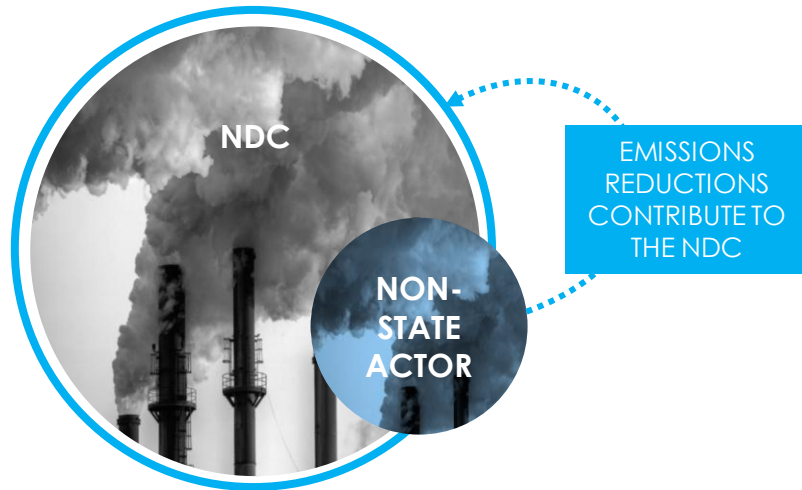 NDC
NON-
STATE
ACTOR
EMISSIONS
REDUCTIONS
CONTRIBUTE TO
THE NDC